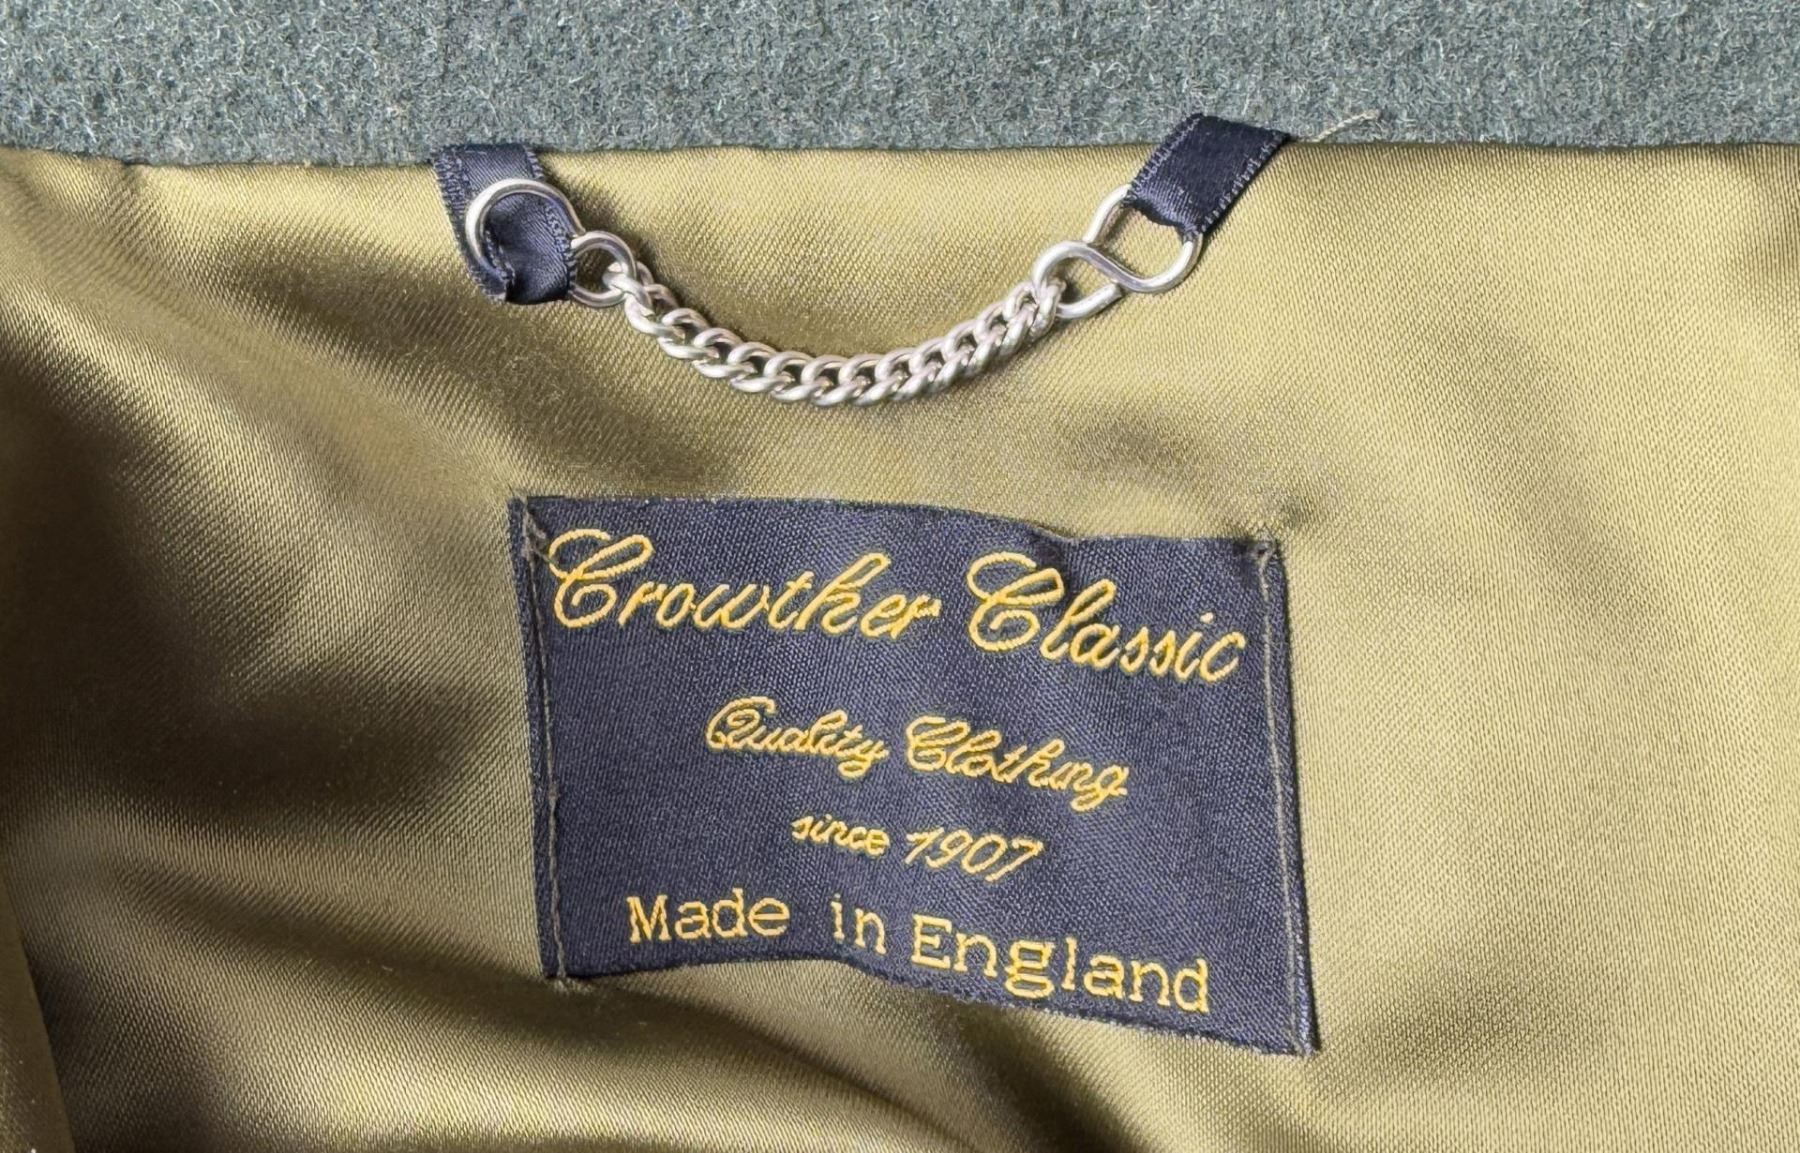 Crowther Classic
Quality Clothing
since 1907
Made in England